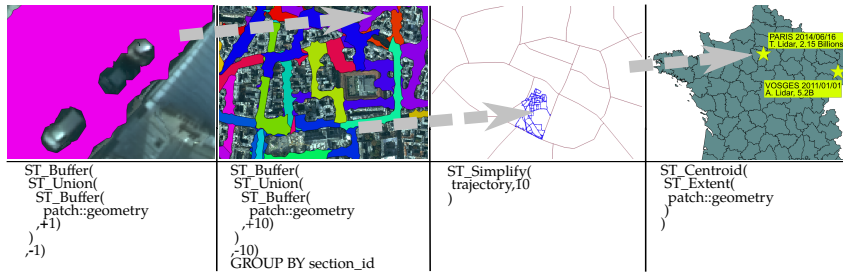 PARIS 2014/06/16
T. Lidar, 2.15 Billions
VOSGES 2011/01/01
A. Lidar, 5.2B
ST_Buffer(
ST_Union(
ST_Buffer(
patch::geometry
,+1)
)
,-1)
ST_Buffer(
ST_Union(
ST_Buffer(
patch::geometry
,+10)
)
,-10)
GROUP BY section_id
ST_Simplify(
trajectory,10
)
ST_Centroid(
ST_Extent(
patch::geometry
)
)